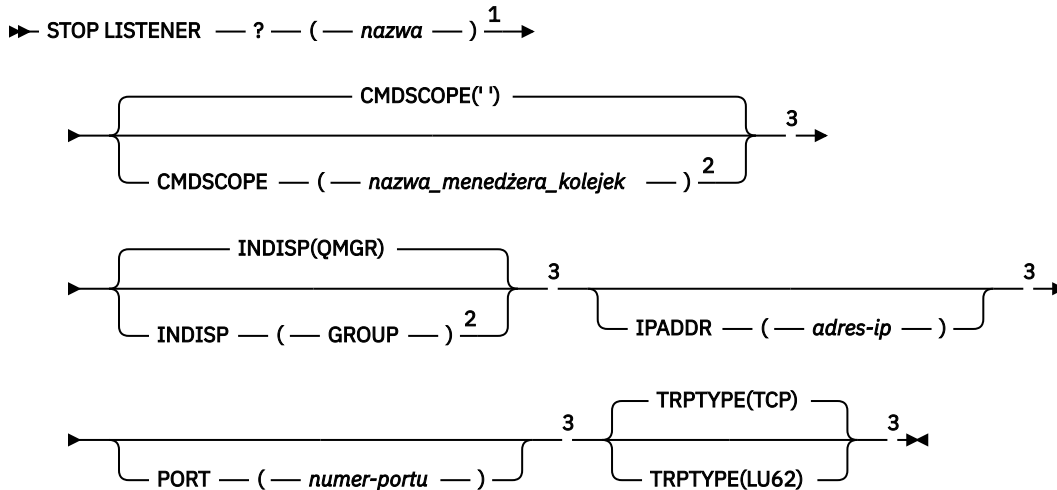 STOP LISTENER ? ( nazwa ) 1
CMDSCOPE(' ')
3
CMDSCOPE ( nazwa_menedżera_kolejek ) 2
INDISP(QMGR)
3 3
INDISP ( GROUP ) 2 IPADDR ( adres-ip )
TRPTYPE(TCP)
3 3
PORT ( numer-portu ) TRPTYPE(LU62)